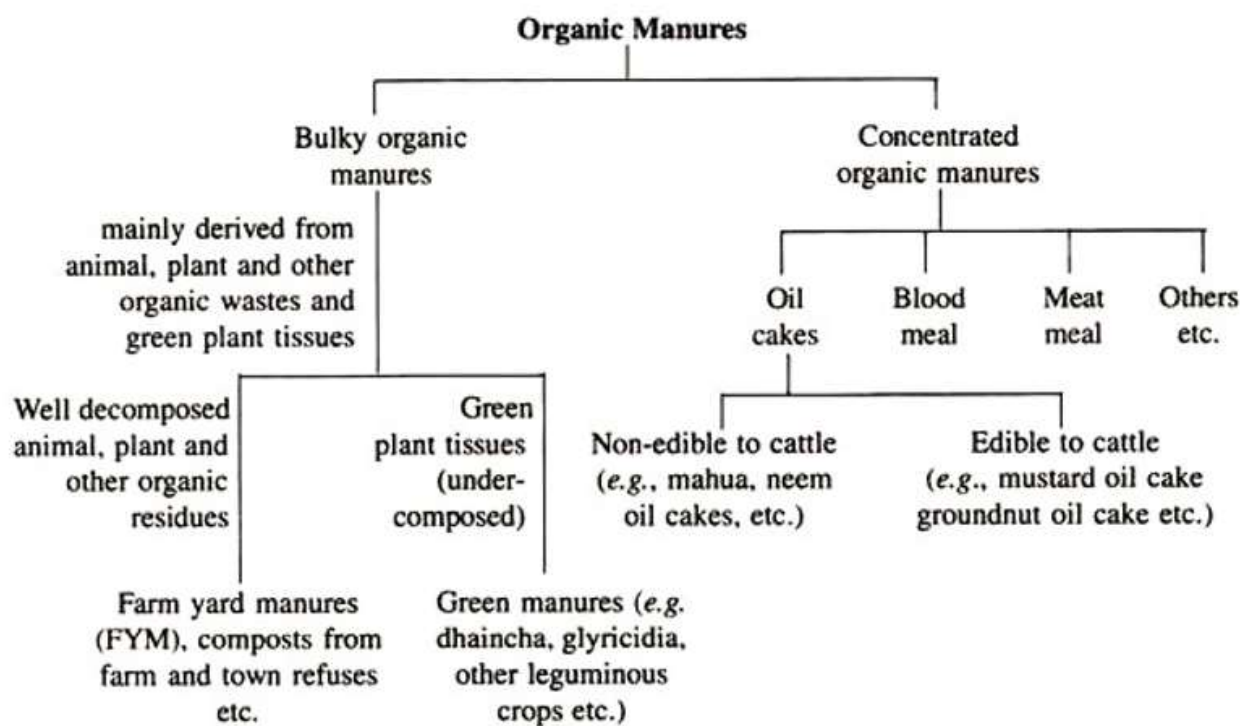 Organic Manures
Bulky organic
manures
Concentrated
organic manures
mainly derived from
animal, plant and other
organic wastes and
green plant tissues
Oil
cakes
Blood
meal
Meat
meal
Others
etc.
Well decomposed
animal, plant and
other organic
residues
Green
plant tissues
(under-
composed)
Non-edible to cattle
(e.g., mahua, neem
oil cakes, etc.)
Edible to cattle
(e.g., mustard oil cake
groundnut oil cake etc.)
Farm yard manures
(FYM), composts from
farm and town refuses
etc.
Green manures (e.g.
dhaincha, glyricidia,
other leguminous
crops etc.)